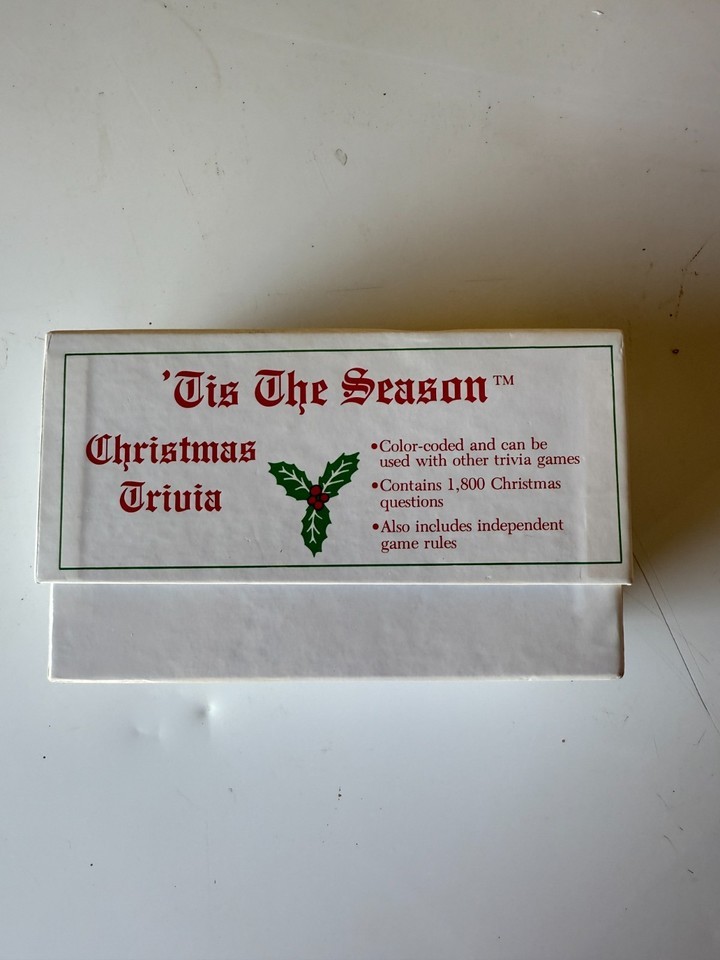 'Tis The Season™
Christmas
Trivia
•Color-coded and can be
used with other trivia games
•Contains 1,800 Christmas
questions
•Also includes independent
game rules